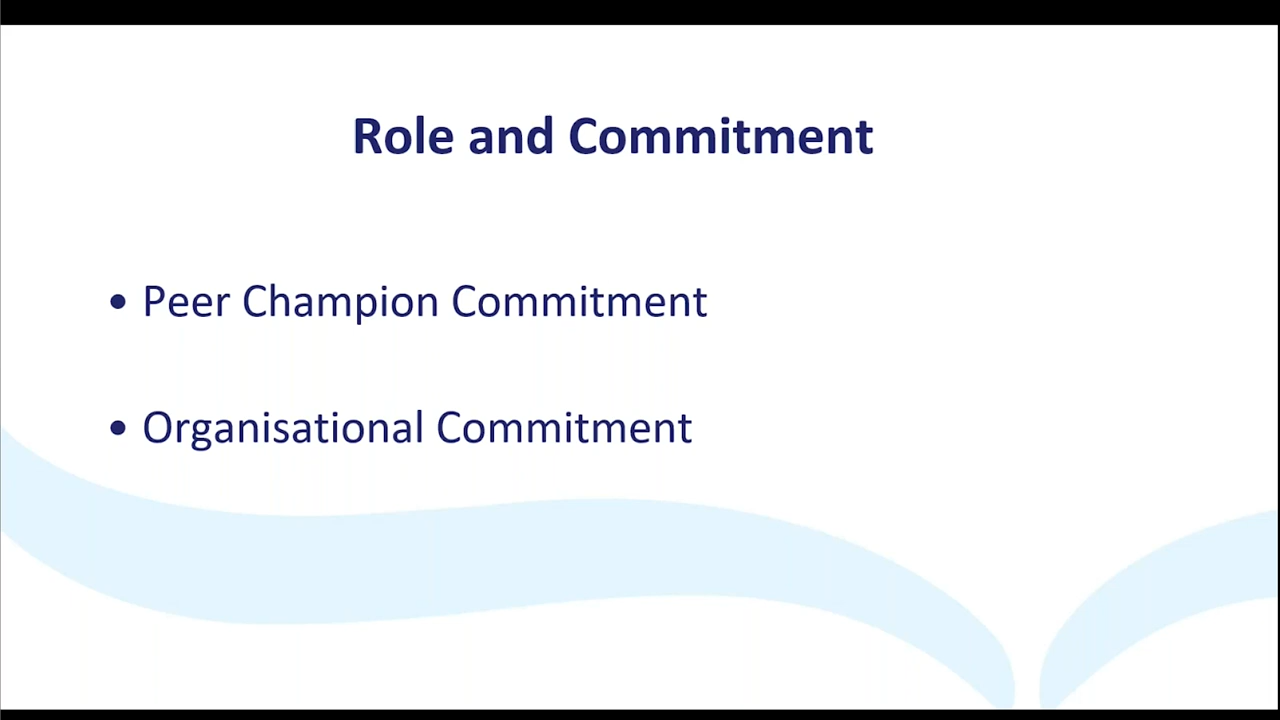 Role and Commitment
• Peer Champion Commitment
• Organisational Commitment